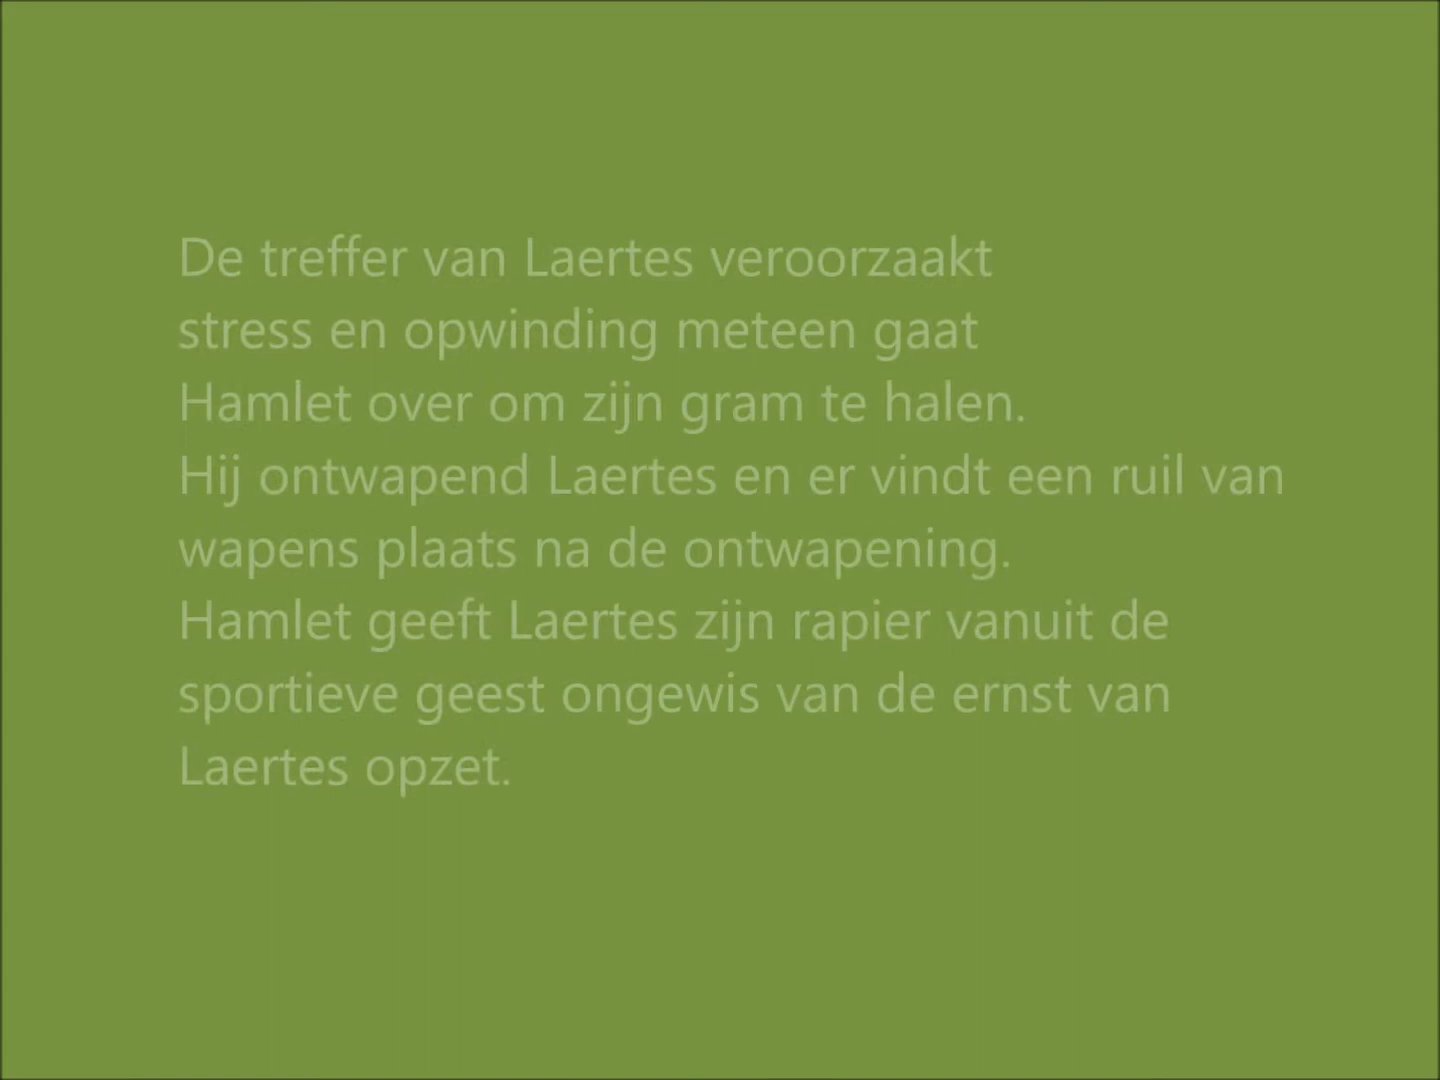 De treffer van Laertes veroorzaakt
stress en opwinding meteen gaat
Hamlet over om zijn gram te halen.
Hij ontwapend Laertes en er vindt een ruil van
wapens plaats na de ontwapening.
Hamlet geeft Laertes zijn rapier vanuit de
sportieve geest ongewis van de ernst van
Laertes opzet.